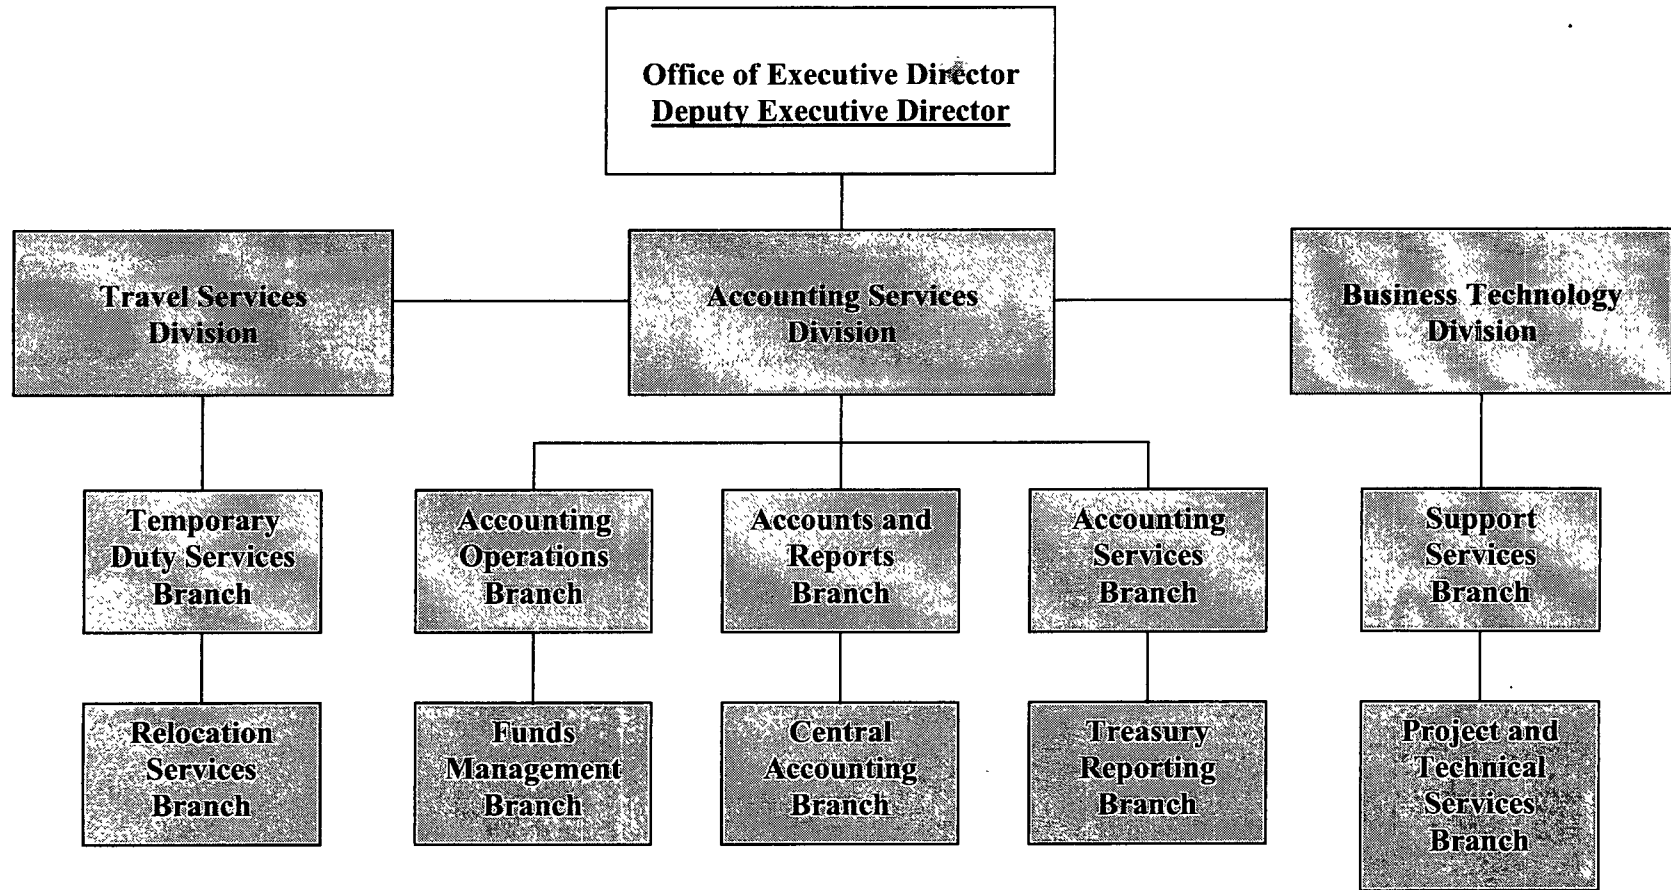 Office of Executive Director
Deputy Executive Director
Travel Services
Division
Accounting Services
Division
Business Technology
Division
Temporary
Duty Services
Branch
Accounting
Operations
Branch
Accounts and
Reports
Branch
Accounting
Services
Branch
Support
Services
Branch
Relocation
Services
Branch
Funds
Management
Branch
Central
Accounting
Branch
Treasury
Reporting
Branch
Project and
Technical
Services
Branch